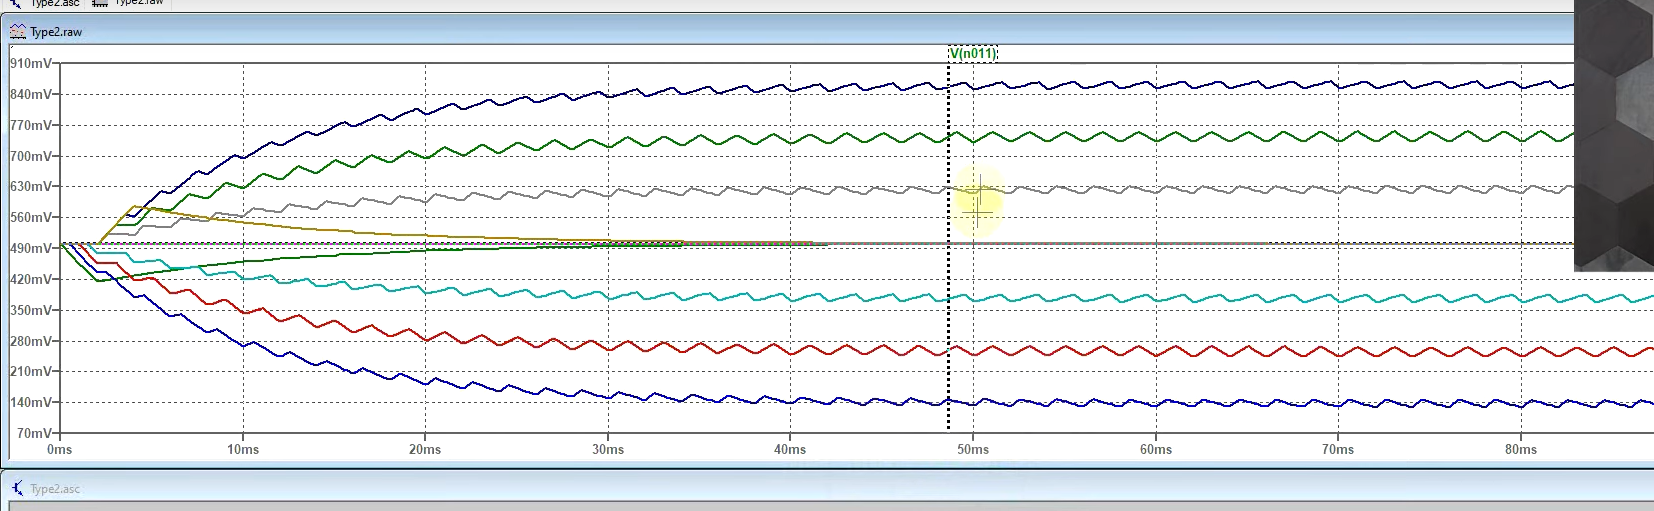 Type2.asc Type2.raw
Type2.raw
V(n011)
910mV
840mV
770mV
700mV
630mV
560mV
490mV
420mV
350mV
280mV
210mV
140mV
70mV
0ms 10ms 20ms 30ms 40ms 50ms 60ms 70ms 80ms
Type2.asc